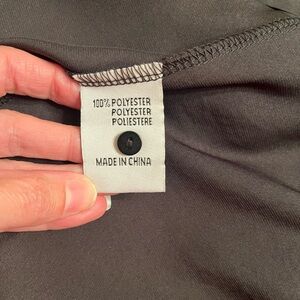 100% POLYESTER
POLYESTER
POLIESTERE
MADE IN CHINA